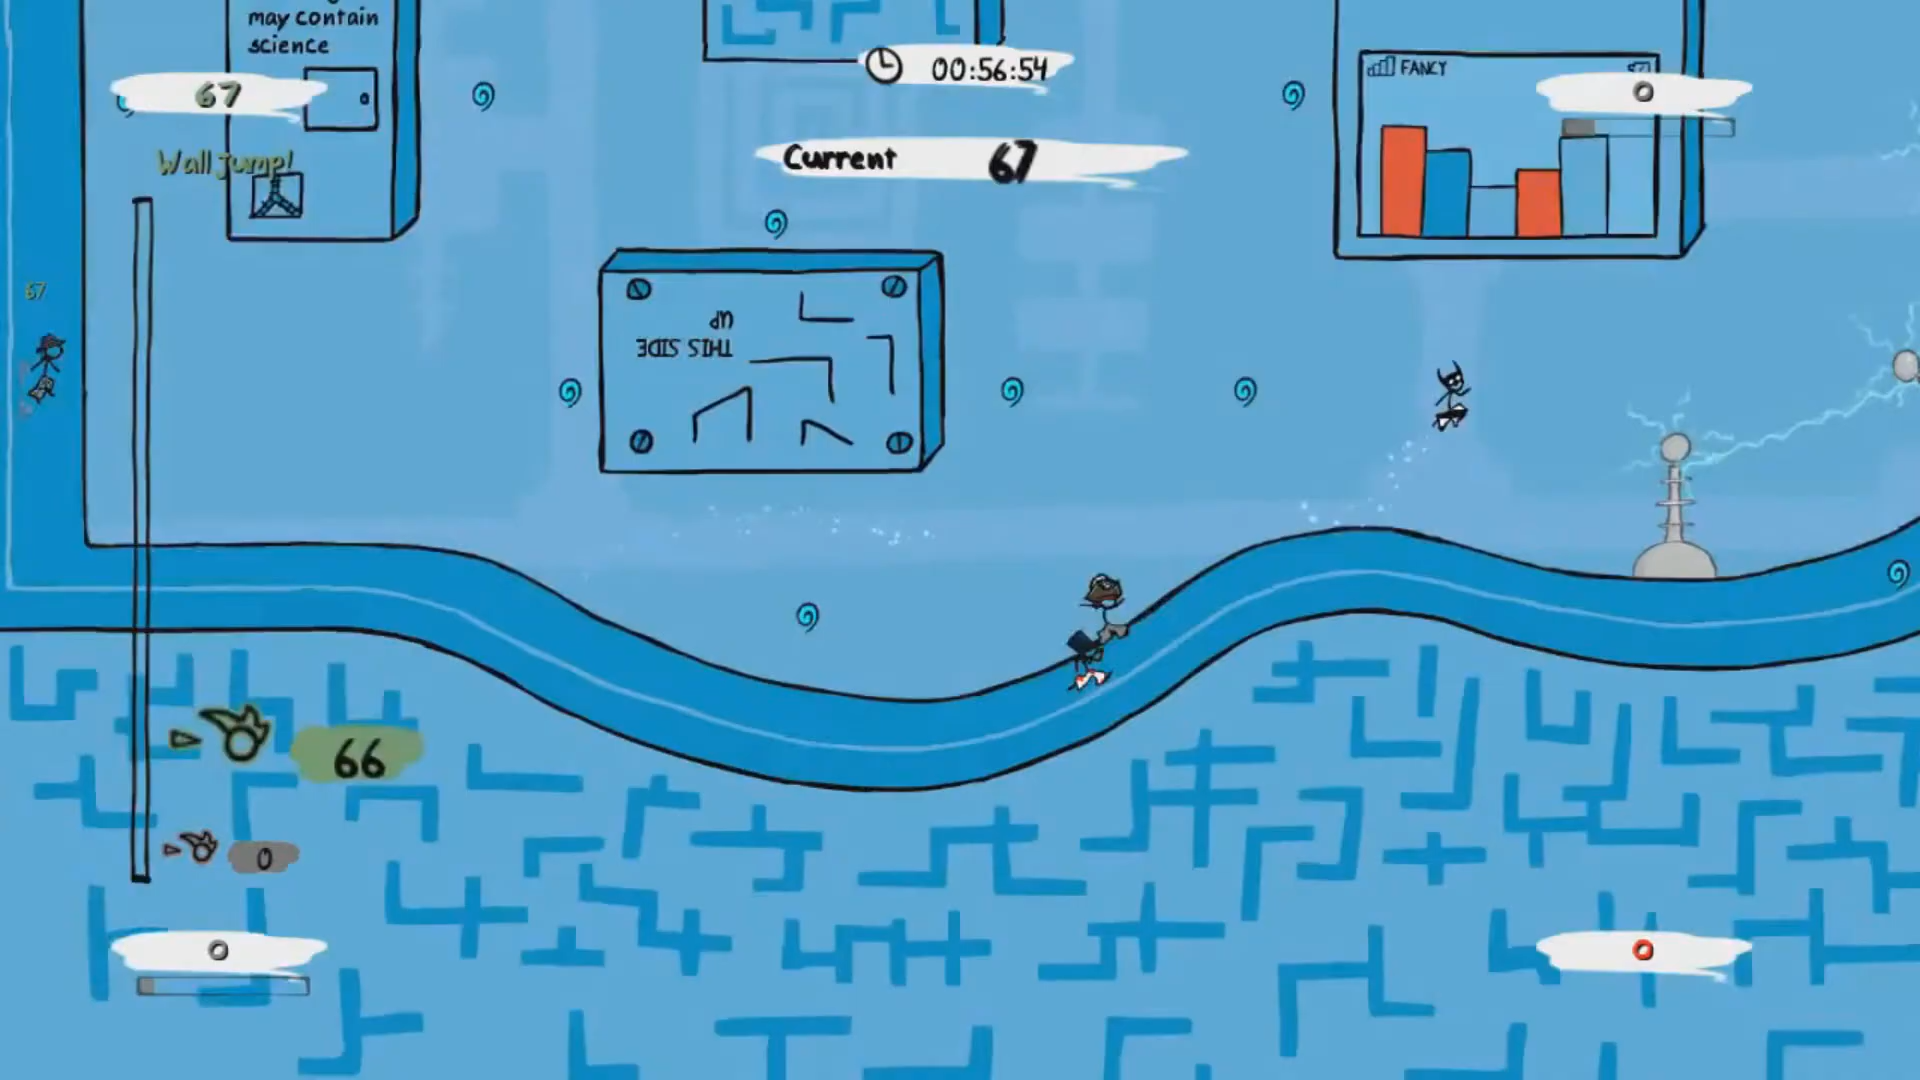 may contain
science
67
00:56:54
FANCY
0
Current 67
Wall Jump!
67
UP
THIS SIDE
66
0
0
0